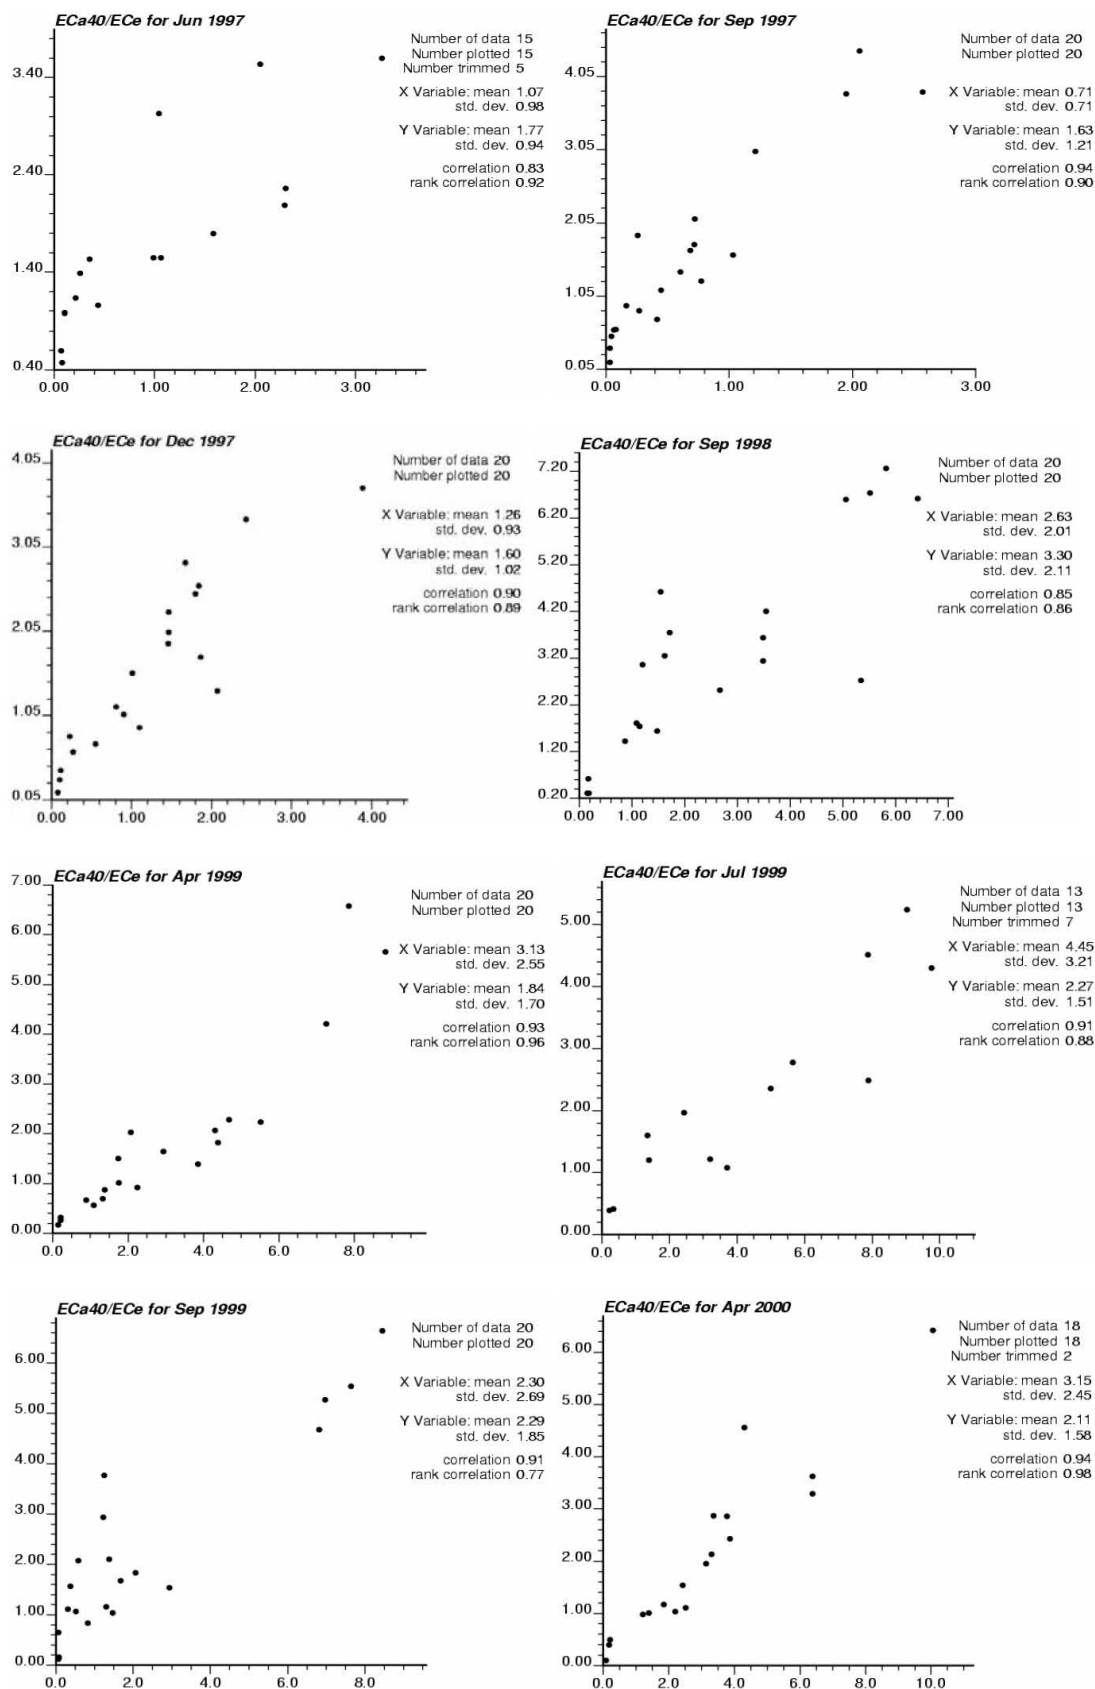 ECa40/ECe for Jun 1997
Number of data 15
Number plotted 15
Number trimmed 5
X Variable: mean 1.07
std. dev. 0.98
Y Variable: mean 1.77
std. dev. 0.94
correlation 0.83
rank correlation 0.92
3.40
2.40
1.40
0.40
0.00 1.00 2.00 3.00
ECa40/ECe for Sep 1997
Number of data 20
Number plotted 20
X Variable: mean 0.71
std. dev. 0.71
Y Variable: mean 1.63
std. dev. 1.21
correlation 0.94
rank correlation 0.90
4.05
3.05
2.05
1.05
0.05
0.00 1.00 2.00 3.00
ECa40/ECe for Dec 1997
Number of data 20
Number plotted 20
X Variable: mean 1.26
std. dev. 0.93
Y Variable: mean 1.60
std. dev. 1.02
correlation 0.90
rank correlation 0.89
4.05
3.05
2.05
1.05
0.05
0.00 1.00 2.00 3.00 4.00
ECa40/ECe for Sep 1998
Number of data 20
Number plotted 20
X Variable: mean 2.63
std. dev. 2.01
Y Variable: mean 3.30
std. dev. 2.11
correlation 0.85
rank correlation 0.86
7.20
6.20
5.20
4.20
3.20
2.20
1.20
0.20
0.00 1.00 2.00 3.00 4.00 5.00 6.00 7.00
ECa40/ECe for Apr 1999
Number of data 20
Number plotted 20
X Variable: mean 3.13
std. dev. 2.55
Y Variable: mean 1.84
std. dev. 1.70
correlation 0.93
rank correlation 0.96
7.00
6.00
5.00
4.00
3.00
2.00
1.00
0.00
0.0 2.0 4.0 6.0 8.0
ECa40/ECe for Jul 1999
Number of data 13
Number plotted 13
Number trimmed 7
X Variable: mean 4.45
std. dev. 3.21
Y Variable: mean 2.27
std. dev. 1.51
correlation 0.91
rank correlation 0.88
5.00
4.00
3.00
2.00
1.00
0.00
0.0 2.0 4.0 6.0 8.0 10.0
ECa40/ECe for Sep 1999
Number of data 20
Number plotted 20
X Variable: mean 2.30
std. dev. 2.69
Y Variable: mean 2.29
std. dev. 1.85
correlation 0.91
rank correlation 0.77
6.00
5.00
4.00
3.00
2.00
1.00
0.00
0.0 2.0 4.0 6.0 8.0
ECa40/ECe for Apr 2000
Number of data 18
Number plotted 18
Number trimmed 2
X Variable: mean 3.15
std. dev. 2.45
Y Variable: mean 2.11
std. dev. 1.58
correlation 0.94
rank correlation 0.98
6.00
5.00
4.00
3.00
2.00
1.00
0.00
0.0 2.0 4.0 6.0 8.0 10.0